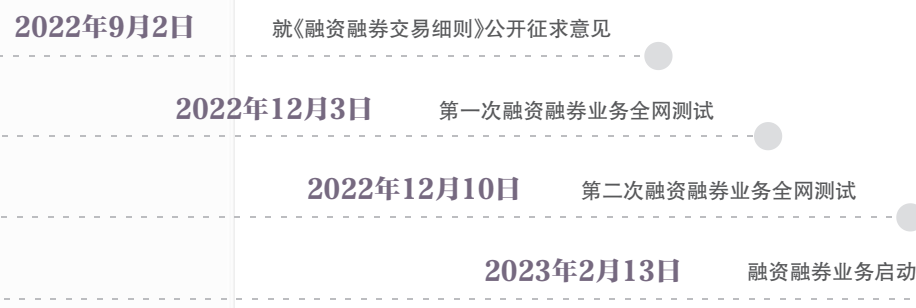 2022年9月2日 就《融资融券交易细则》公开征求意见
2022年12月3日 第一次融资融券业务全网测试
2022年12月10日 第二次融资融券业务全网测试
2023年2月13日 融资融券业务启动